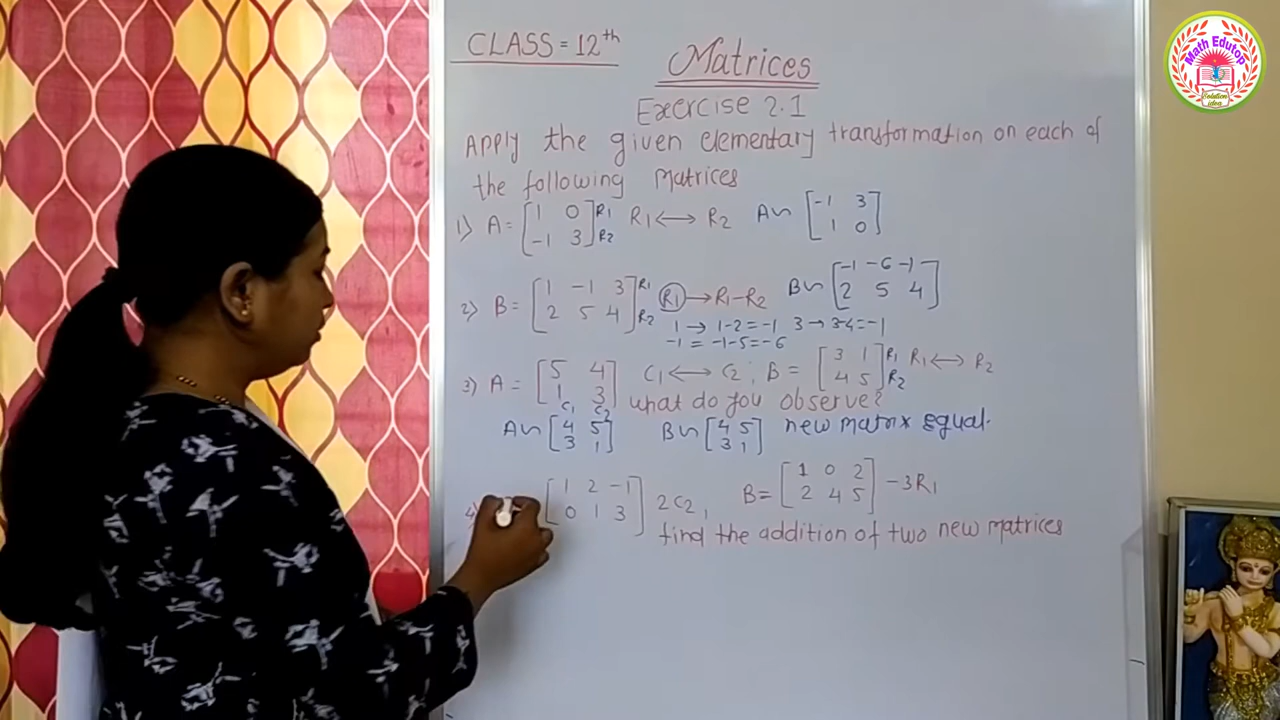 CLASS = 12th
Matrices
Exercise 2.1
Apply the given elementary transformation on each of
the following Matrices
1) A = [1 0; -1 3] R1 R2 R1 ↔ R2 A~ [-1 3; 1 0]
2) B = [1 -1 3; 2 5 4] R1 R2 R1 → R1-R2 B~ [-1 -6 -1; 2 5 4]
1 → 1-2 = -1 3 → 3-4 = -1
-1 = -1-5 = -6
3) A = [5 4; 1 3] C1 C2 C1 ↔ C2 ; B = [3 1; 4 5] R1 R2 R1 ↔ R2
what do you observe?
A~ [4 5; 3 1] B~ [4 5; 3 1] new matrix equal.
4) [1 2 -1; 0 1 3] 2C2, B = [1 0 2; 2 4 5] -3R1
find the addition of two new matrices
Math Edutop
Solution idea